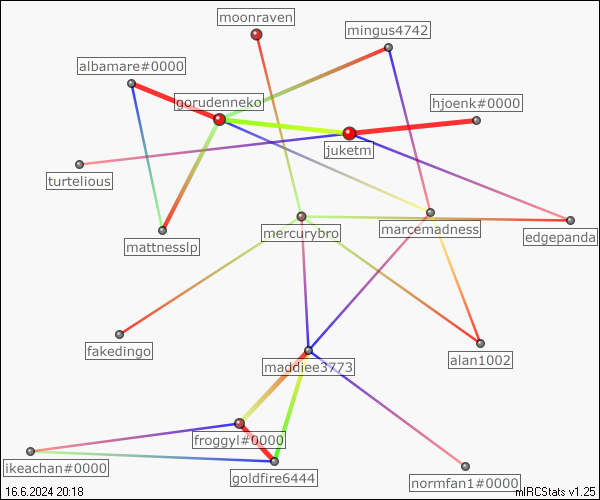 moonraven
mingus4742
albamare#0000
gorudenneko
hjoenk#0000
juketm
turtelious
mattnesslp
mercurybro
marcemadness
edgepanda
fakedingo
maddiee3773
alan1002
froggyl#0000
ikeachan#0000
goldfire6444
normfan1#0000
16.6.2024 20:18
mIRCStats v1.25